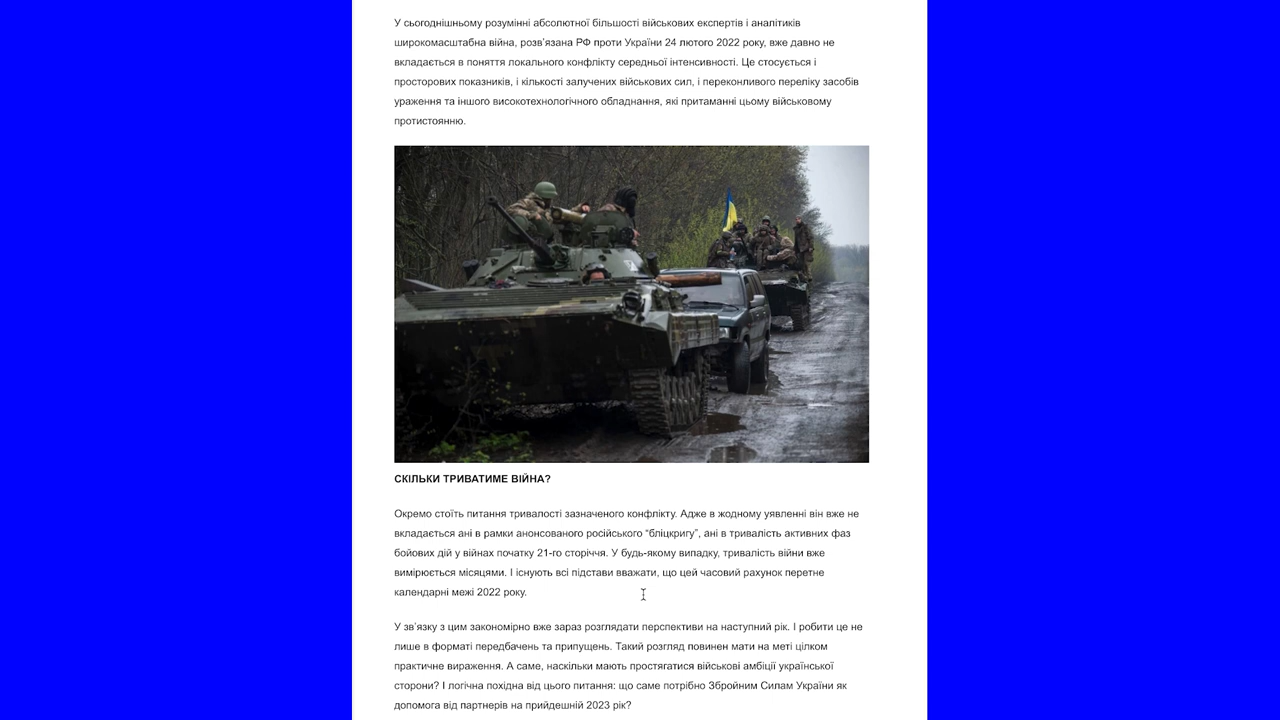 У сьогоднішньому розумінні абсолютної більшості військових експертів і аналітиків
широкомасштабна війна, розв’язана РФ проти України 24 лютого 2022 року, вже давно не
вкладається в поняття локального конфлікту середньої інтенсивності. Це стосується і
просторових показників, і кількості залучених військових сил, і переконливого переліку засобів
ураження та іншого високотехнологічного обладнання, які притаманні цьому військовому
протистоянню.
СКІЛЬКИ ТРИВАТИМЕ ВІЙНА?
Окремо стоїть питання тривалості зазначеного конфлікту. Адже в жодному уявленні він вже не
вкладається ані в рамки анонсованого російського “бліцкригу”, ані в тривалість активних фаз
бойових дій у війнах початку 21-го сторіччя. У будь-якому випадку, тривалість війни вже
вимірюється місяцями. І існують всі підстави вважати, що цей часовий рахунок перетне
календарні межі 2022 року.
У зв’язку з цим закономірно вже зараз розглядати перспективи на наступний рік. І робити це не
лише в форматі передбачень та припущень. Такий розгляд повинен мати на меті цілком
практичне вираження. А саме, наскільки мають простягатися військові амбіції української
сторони? І логічна похідна від цього питання: що саме потрібно Збройним Силам України як
допомога від партнерів на прийдешній 2023 рік?